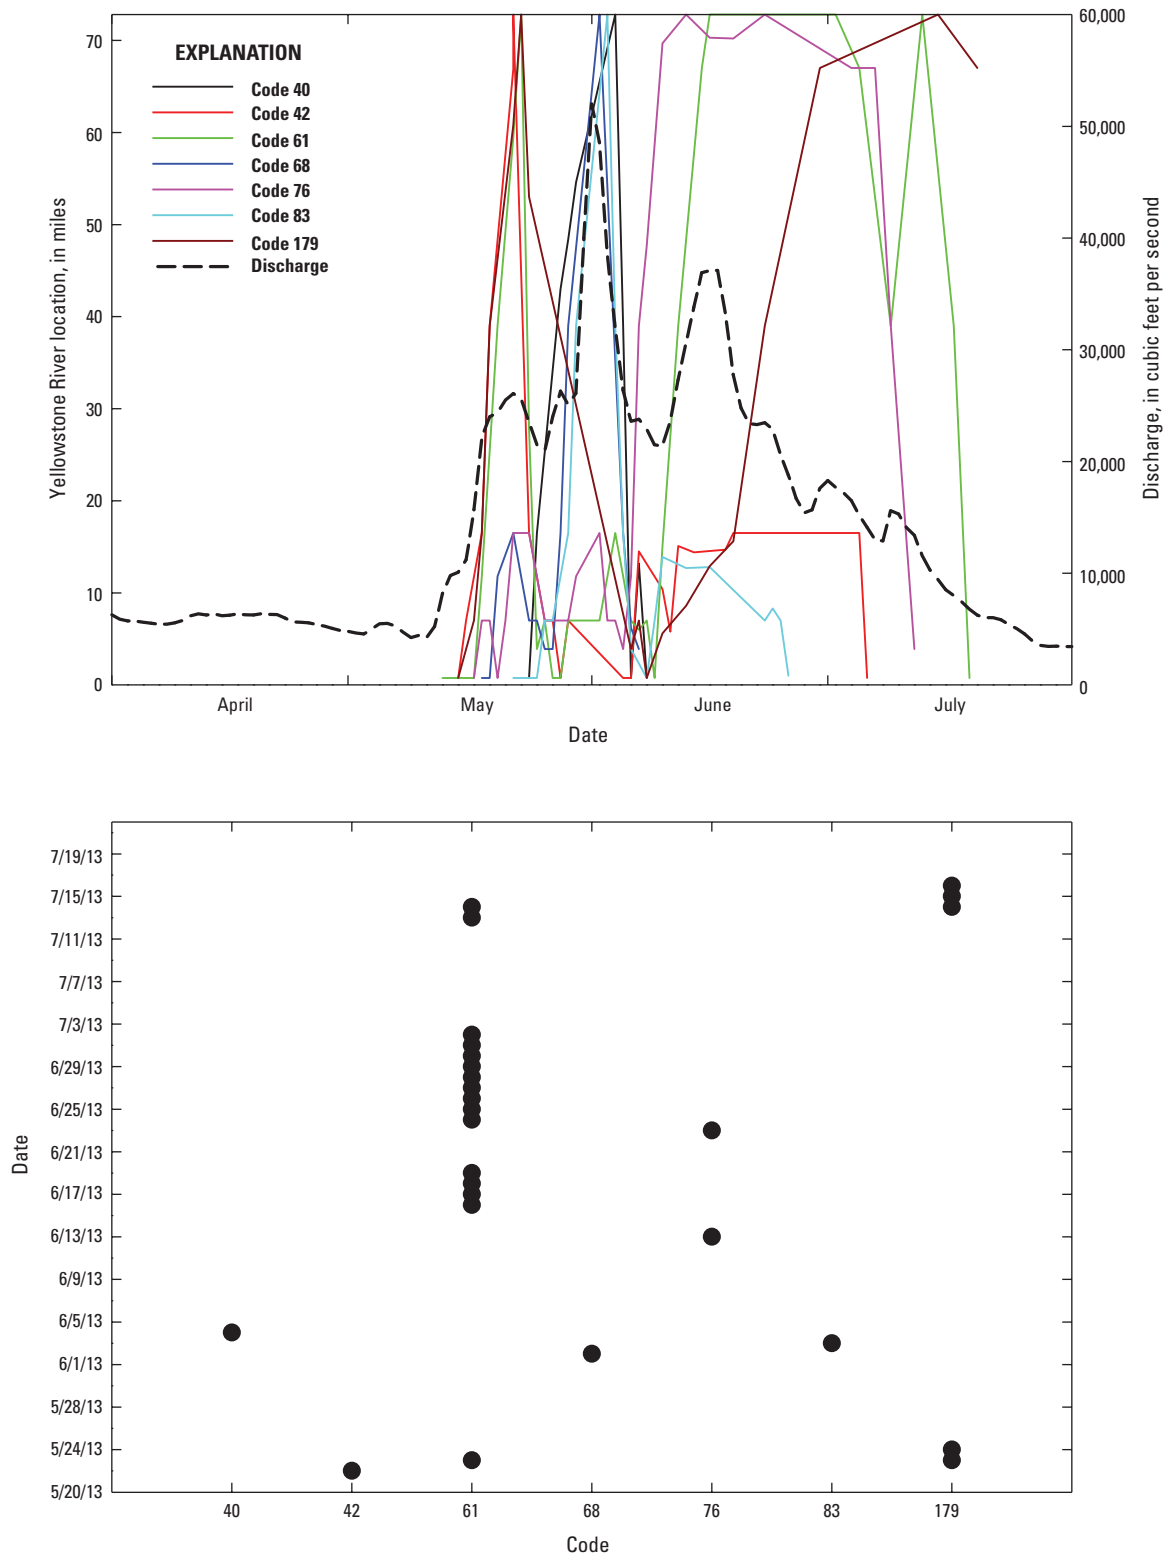 EXPLANATION
Code 40
Code 42
Code 61
Code 68
Code 76
Code 83
Code 179
Discharge
Yellowstone River location, in miles
70
60
50
40
30
20
10
0
60,000
50,000
40,000
30,000
20,000
10,000
0
Discharge, in cubic feet per second
April May June July
Date
Date
7/19/13
7/15/13
7/11/13
7/7/13
7/3/13
6/29/13
6/25/13
6/21/13
6/17/13
6/13/13
6/9/13
6/5/13
6/1/13
5/28/13
5/24/13
5/20/13
40 42 61 68 76 83 179
Code